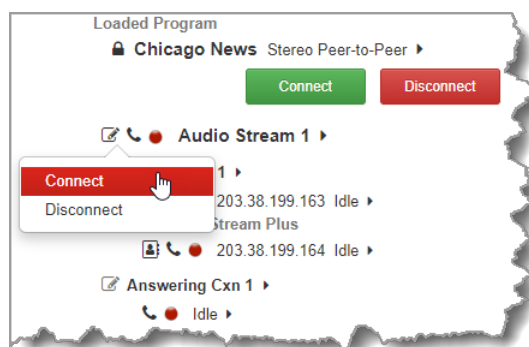 Loaded Program
Chicago News Stereo Peer-to-Peer
Connect Disconnect
Audio Stream 1
Connect
Disconnect
1
203.38.199.163 Idle
Stream Plus
203.38.199.164 Idle
Answering Cxn 1
Idle